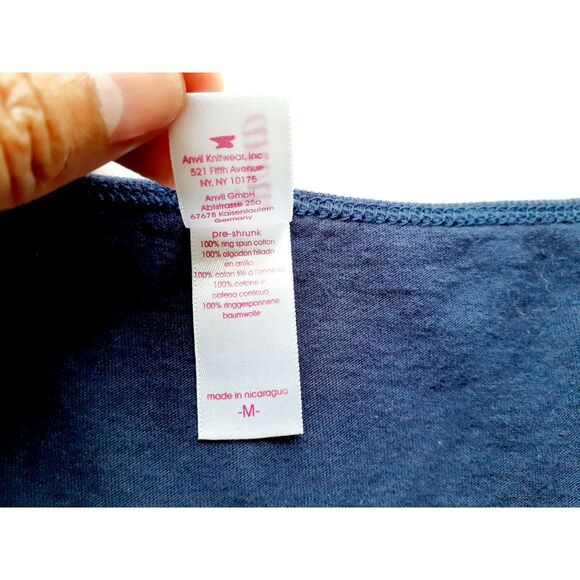 Anvil Knitwear, Inc
521 Fifth Avenue
NY, NY 10175
Anvil GmbH
Abtstrasse 25a
67678 Kaiserslautern
Germany
pre-shrunk
100% ring spun cotton
100% algodon hilado
en anillo
100% coton filé à l'anneau
100% cotone in
catena continua
100% ringgesponnene
baumwolle
made in nicaragua
-M-